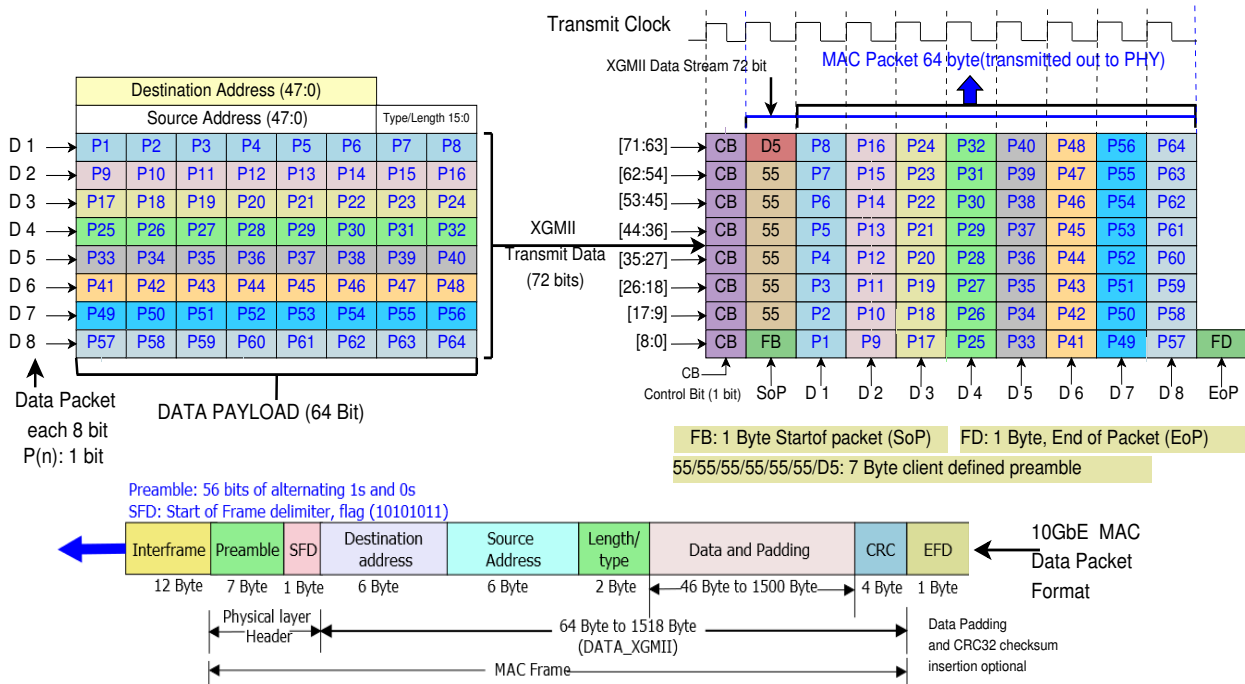 Transmit Clock
XGMII Data Stream 72 bit
MAC Packet 64 byte(transmitted out to PHY)
Destination Address (47:0)
Source Address (47:0) Type/Length 15:0
D 1 P1 P2 P3 P4 P5 P6 P7 P8
D 2 P9 P10 P11 P12 P13 P14 P15 P16
D 3 P17 P18 P19 P20 P21 P22 P23 P24
D 4 P25 P26 P27 P28 P29 P30 P31 P32
D 5 P33 P34 P35 P36 P37 P38 P39 P40
D 6 P41 P42 P43 P44 P45 P46 P47 P48
D 7 P49 P50 P51 P52 P53 P54 P55 P56
D 8 P57 P58 P59 P60 P61 P62 P63 P64
Data Packet
each 8 bit
P(n): 1 bit
DATA PAYLOAD (64 Bit)
XGMII
Transmit Data
(72 bits)
[71:63] CB D5 P8 P16 P24 P32 P40 P48 P56 P64
[62:54] CB 55 P7 P15 P23 P31 P39 P47 P55 P63
[53:45] CB 55 P6 P14 P22 P30 P38 P46 P54 P62
[44:36] CB 55 P5 P13 P21 P29 P37 P45 P53 P61
[35:27] CB 55 P4 P12 P20 P28 P36 P44 P52 P60
[26:18] CB 55 P3 P11 P19 P27 P35 P43 P51 P59
[17:9] CB 55 P2 P10 P18 P26 P34 P42 P50 P58
[8:0] CB FB P1 P9 P17 P25 P33 P41 P49 P57 FD
CB
Control Bit (1 bit) SoP D 1 D 2 D 3 D 4 D 5 D 6 D 7 D 8 EoP
FB: 1 Byte Startof packet (SoP) FD: 1 Byte, End of Packet (EoP)
55/55/55/55/55/55/D5: 7 Byte client defined preamble
Preamble: 56 bits of alternating 1s and 0s
SFD: Start of Frame delimiter, flag (10101011)
Interframe Preamble SFD Destination address Source Address Length/ type Data and Padding CRC EFD
12 Byte 7 Byte 1 Byte 6 Byte 6 Byte 2 Byte 46 Byte to 1500 Byte 4 Byte 1 Byte
10GbE MAC
Data Packet
Format
Physical layer
Header
64 Byte to 1518 Byte
(DATA_XGMII)
MAC Frame
Data Padding
and CRC32 checksum
insertion optional